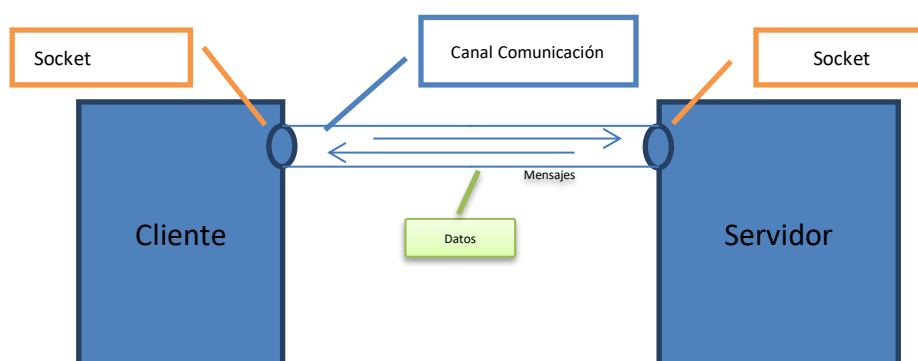 Socket
Canal Comunicación
Socket
Mensajes
Datos
Cliente
Servidor